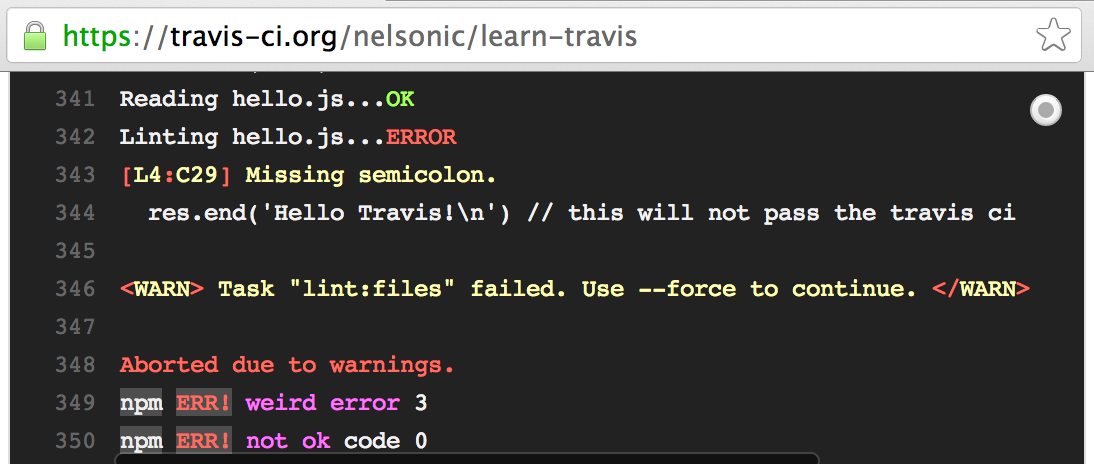 https://travis-ci.org/nelsonic/learn-travis
341 Reading hello.js...OK
342 Linting hello.js...ERROR
343 [L4:C29] Missing semicolon.
344 res.end('Hello Travis!\n') // this will not pass the travis ci
345
346 <WARN> Task "lint:files" failed. Use --force to continue. </WARN>
347
348 Aborted due to warnings.
349 npm ERR! weird error 3
350 npm ERR! not ok code 0